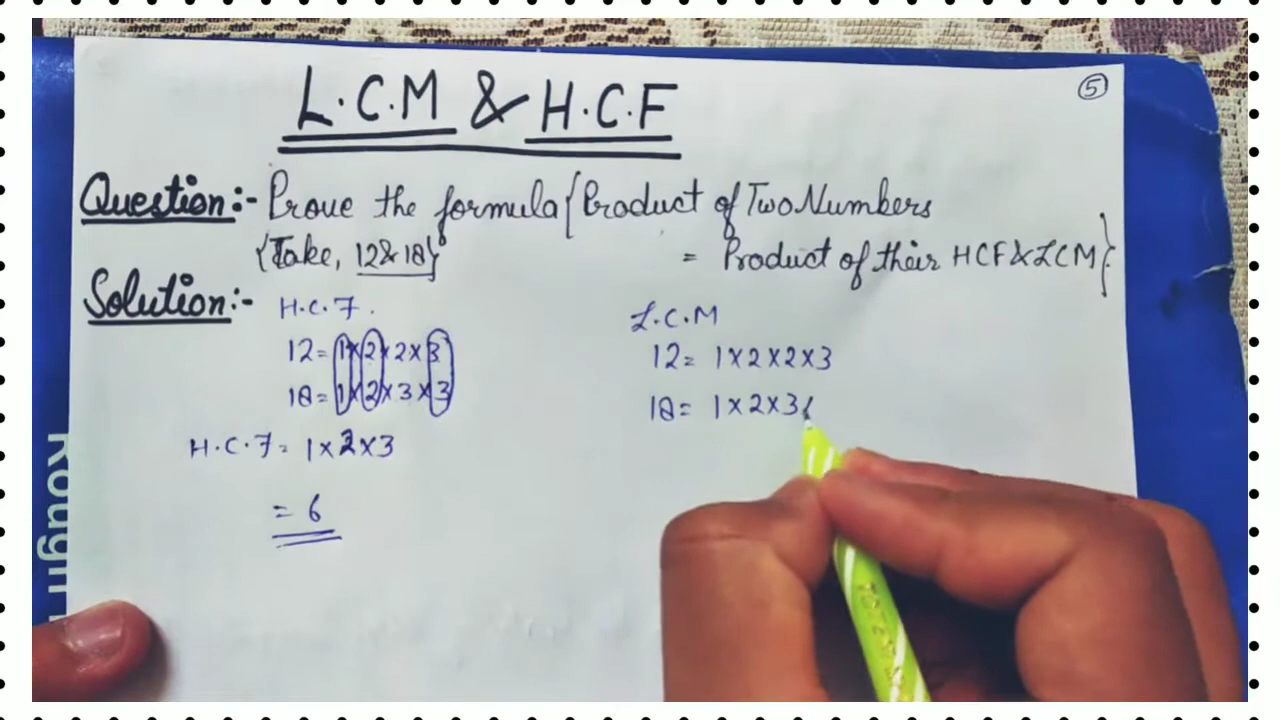 L.C.M & H.C.F
5
Question:- Prove the formula {Product of Two Numbers
{Take, 12&18} = Product of their HCF & LCM}
Solution:-
H.C.F.
12= 1×2×2×3
18= 1×2×3×3
H.C.F= 1×2×3
= 6
L.C.M
12= 1×2×2×3
18= 1×2×3
Rough